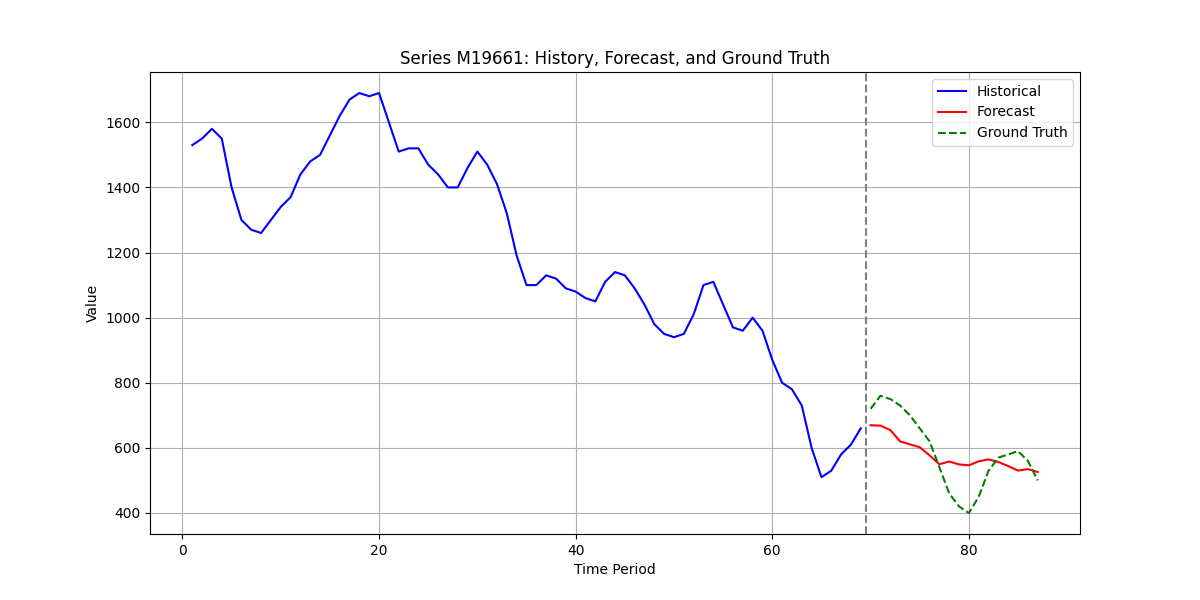 Series M19661: History, Forecast, and Ground Truth
Historical
Forecast
Ground Truth
Value
1600
1400
1200
1000
800
600
400
0
20
40
60
80
Time Period